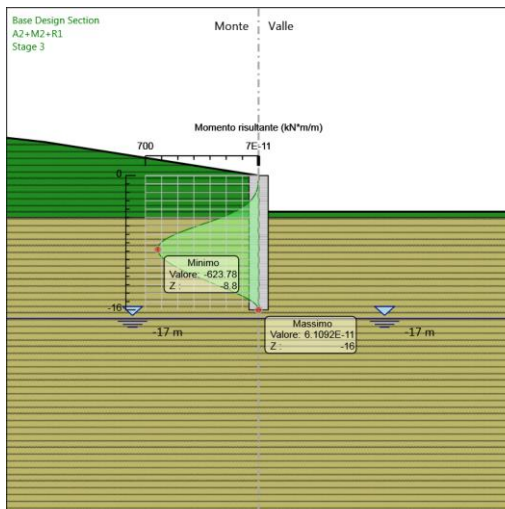 Base Design Section
A2+M2+R1
Stage 3
Monte Valle
Momento risultante (kN*m/m)
700 7E-11
0
Minimo
Valore: -623.78
Z : -8.8
-16
-17 m -17 m
Massimo
Valore: 6.1092E-11
Z : -16